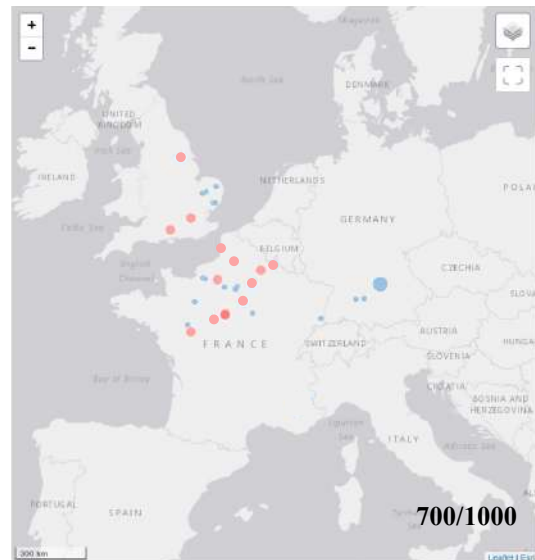 +
−
North Sea
DENMARK
UNITED
KINGDOM
Irish Sea
IRELAND
NETHERLANDS
POLA
GERMANY
Celtic Sea
BELGIUM
English
Channel
CZECHIA
SLOVA
AUSTRIA
SWITZERLAND
HUNGA
FRANCE
SLOVENIA
CROATIA
Bay of Biscay
BOSNIA AND
HERZEGOVINA
Ligurian
Sea
ITALY
Adriatic Sea
PORTUGAL
SPAIN
700/1000
300 km
Leaflet | Esri